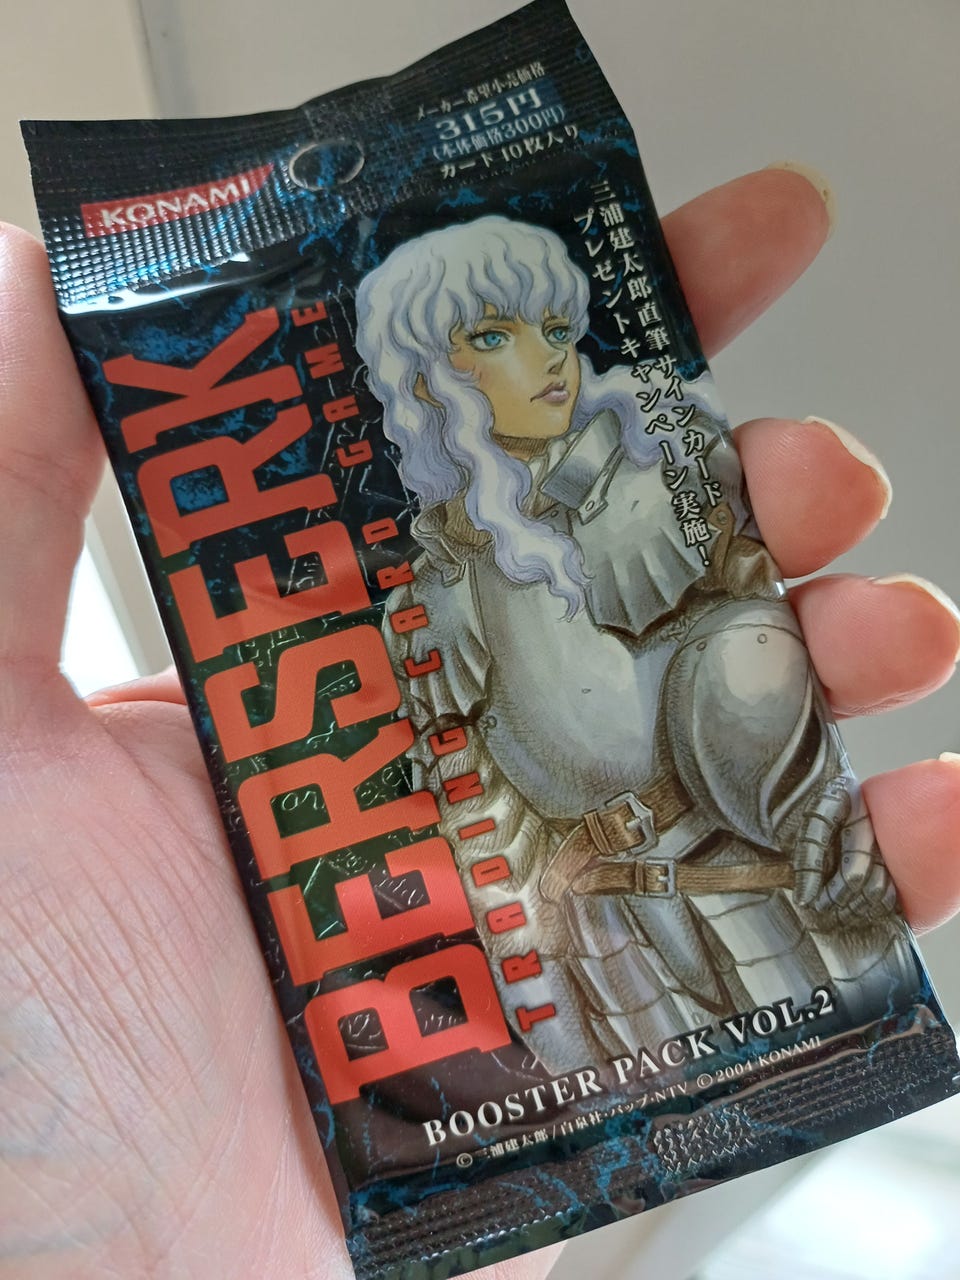 メーカー希望小売価格
315円
(本体価格300円)
カード10枚入り
KONAMI
三浦建太郎直筆サインカード
プレゼントキャンペーン実施!
BERSERK
TRADING CARD GAME
BOOSTER PACK VOL.2
©三浦建太郎/白泉社・バップ・NTV ©2004 KONAMI